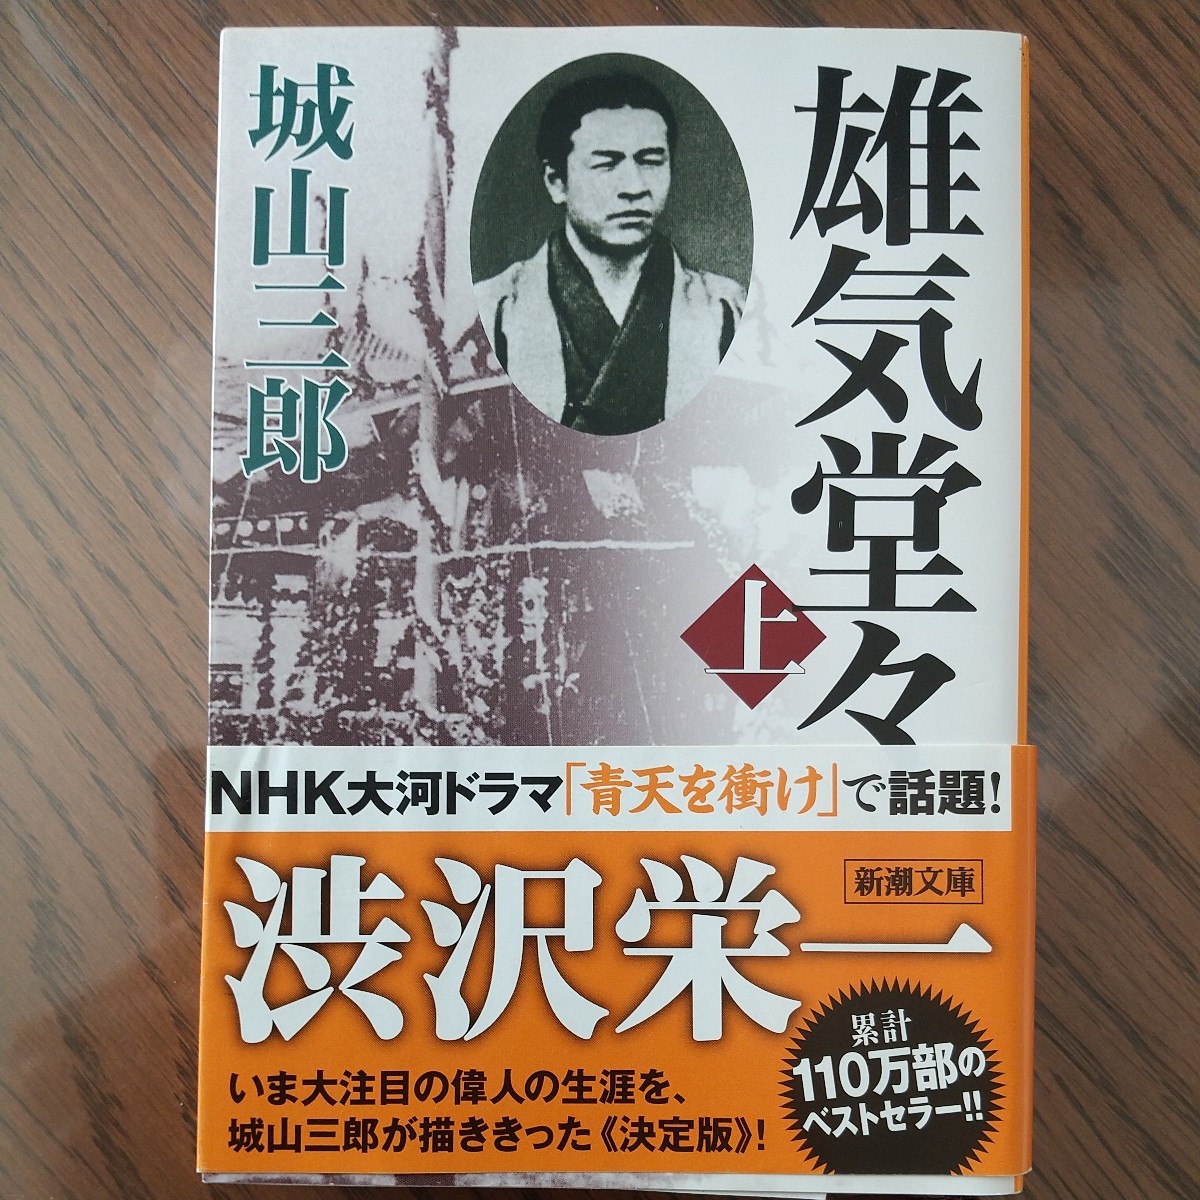 雄気堂々
上
城山三郎
NHK大河ドラマ「青天を衝け」で話題!
新潮文庫
渋沢栄一
累計
110万部の
ベストセラー!!
いま大注目の偉人の生涯を、
城山三郎が描ききった《決定版》!